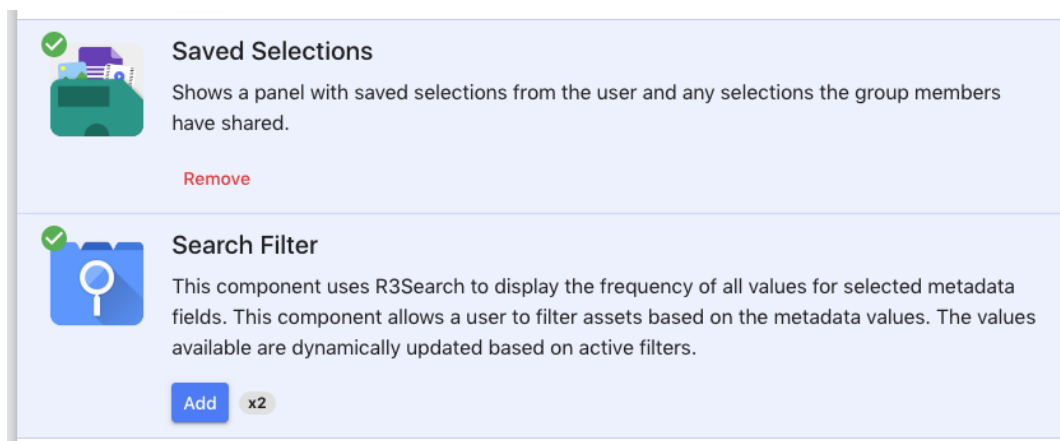 Saved Selections
Shows a panel with saved selections from the user and any selections the group members
have shared.
Remove
Search Filter
This component uses R3Search to display the frequency of all values for selected metadata
fields. This component allows a user to filter assets based on the metadata values. The values
available are dynamically updated based on active filters.
Add x2